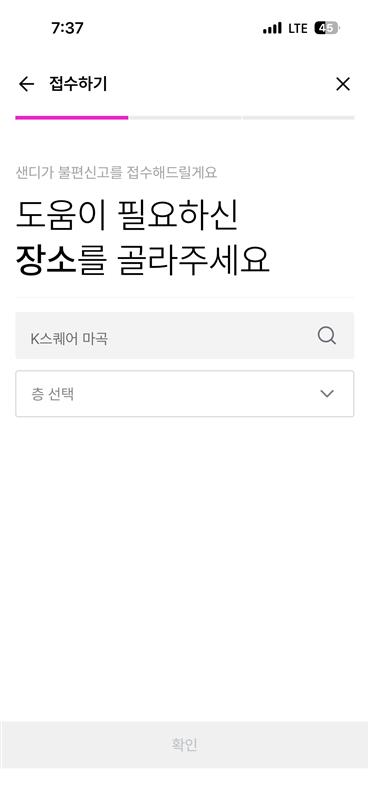 7:37
LTE
45
접수하기
샌디가 불편신고를 접수해드릴게요
도움이 필요하신
장소를 골라주세요
K스퀘어 마곡
층 선택
확인